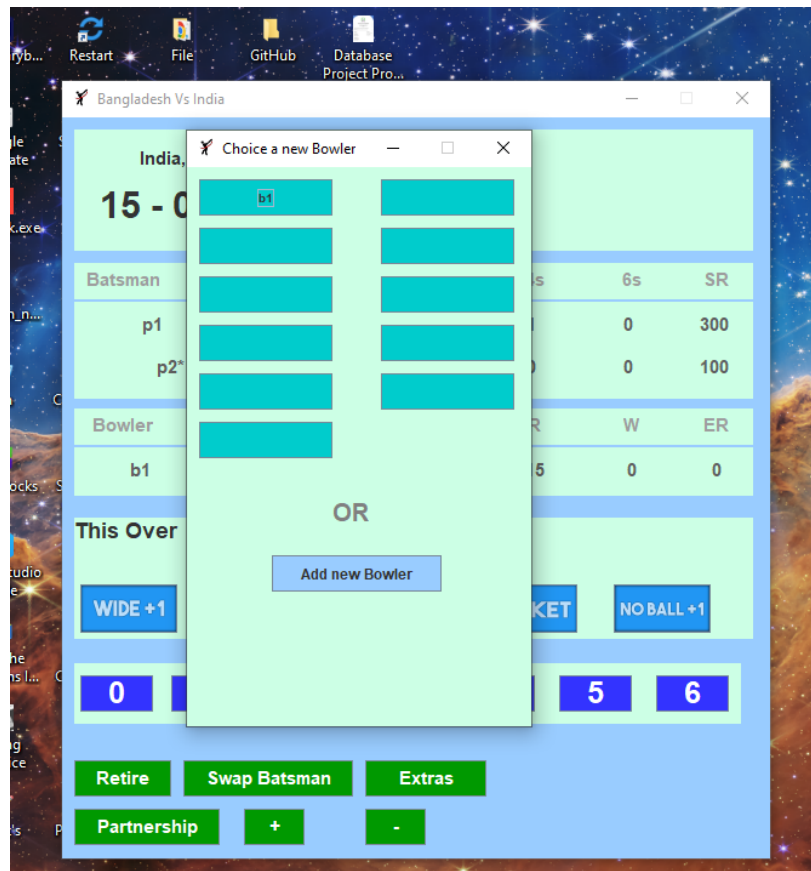 Restart
File
GitHub
Database
Project Pro...
Bangladesh Vs India
Choice a new Bowler
India,
15 - 0
b1
Batsman
6s
SR
p1
0
300
p2*
0
100
Bowler
W
ER
b1
5
0
0
OR
This Over
Add new Bowler
WIDE +1
NO BALL +1
0
5
6
Retire
Swap Batsman
Extras
Partnership
+
-